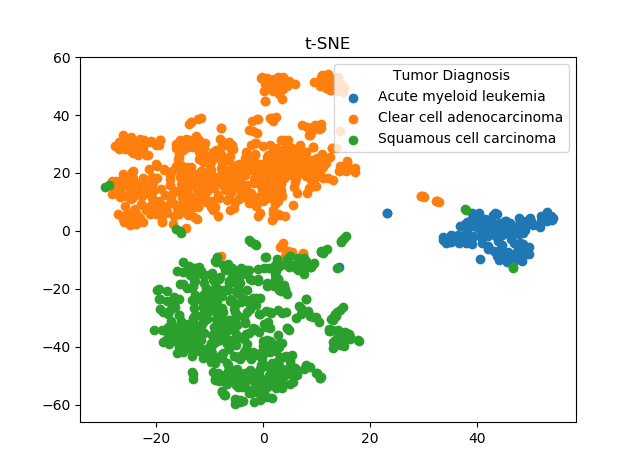 t-SNE
Tumor Diagnosis
Acute myeloid leukemia
Clear cell adenocarcinoma
Squamous cell carcinoma
60
40
20
0
−20
−40
−60
−20
0
20
40